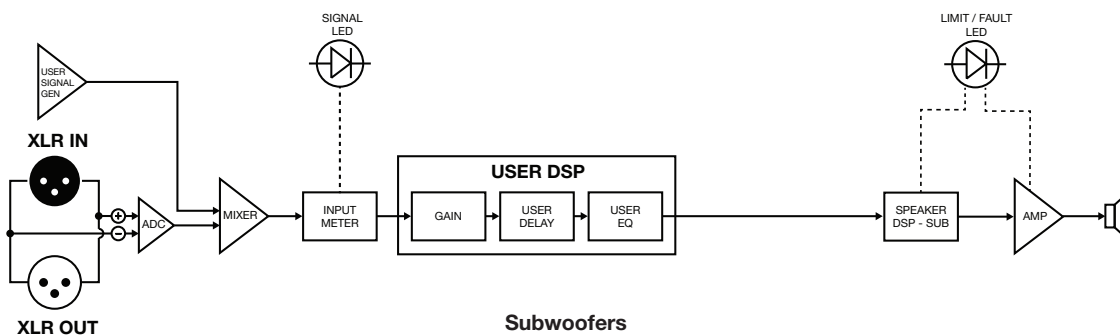 SIGNAL
LED
LIMIT / FAULT
LED
USER
SIGNAL
GEN
XLR IN
USER DSP
+
ADC
−
MIXER
INPUT
METER
GAIN
USER
DELAY
USER
EQ
SPEAKER
DSP - SUB
AMP
XLR OUT
Subwoofers